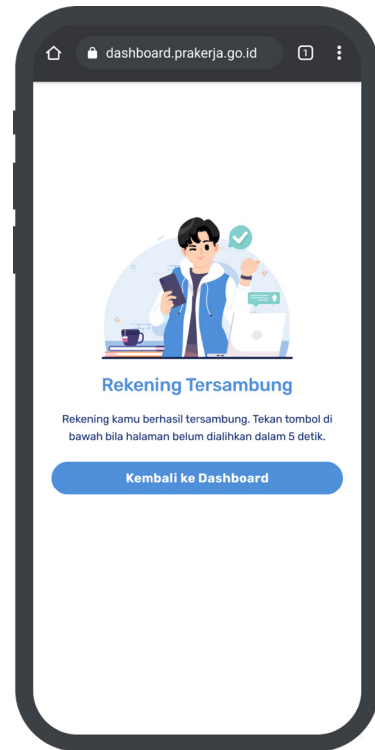 dashboard.prakerja.go.id 1
Rekening Tersambung
Rekening kamu berhasil tersambung. Tekan tombol di
bawah bila halaman belum dialihkan dalam 5 detik.
Kembali ke Dashboard